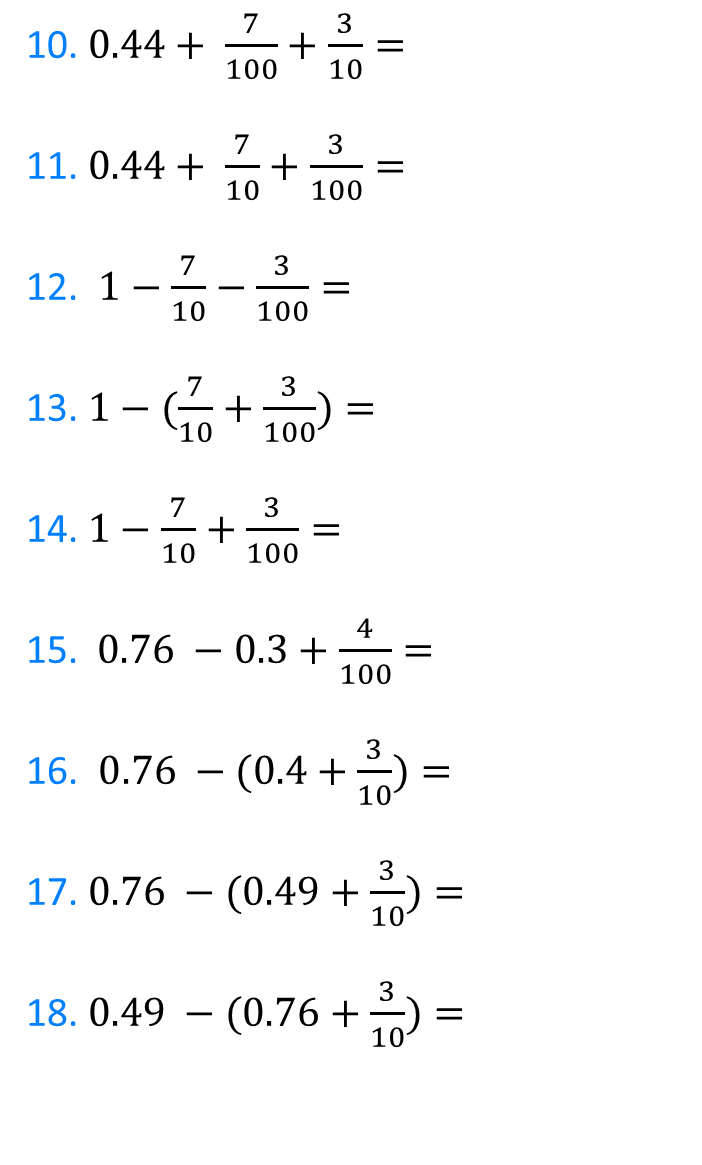 10. 0.44 + 7/100 + 3/10 =
11. 0.44 + 7/10 + 3/100 =
12. 1 − 7/10 − 3/100 =
13. 1 − (7/10 + 3/100) =
14. 1 − 7/10 + 3/100 =
15. 0.76 − 0.3 + 4/100 =
16. 0.76 − (0.4 + 3/10) =
17. 0.76 − (0.49 + 3/10) =
18. 0.49 − (0.76 + 3/10) =